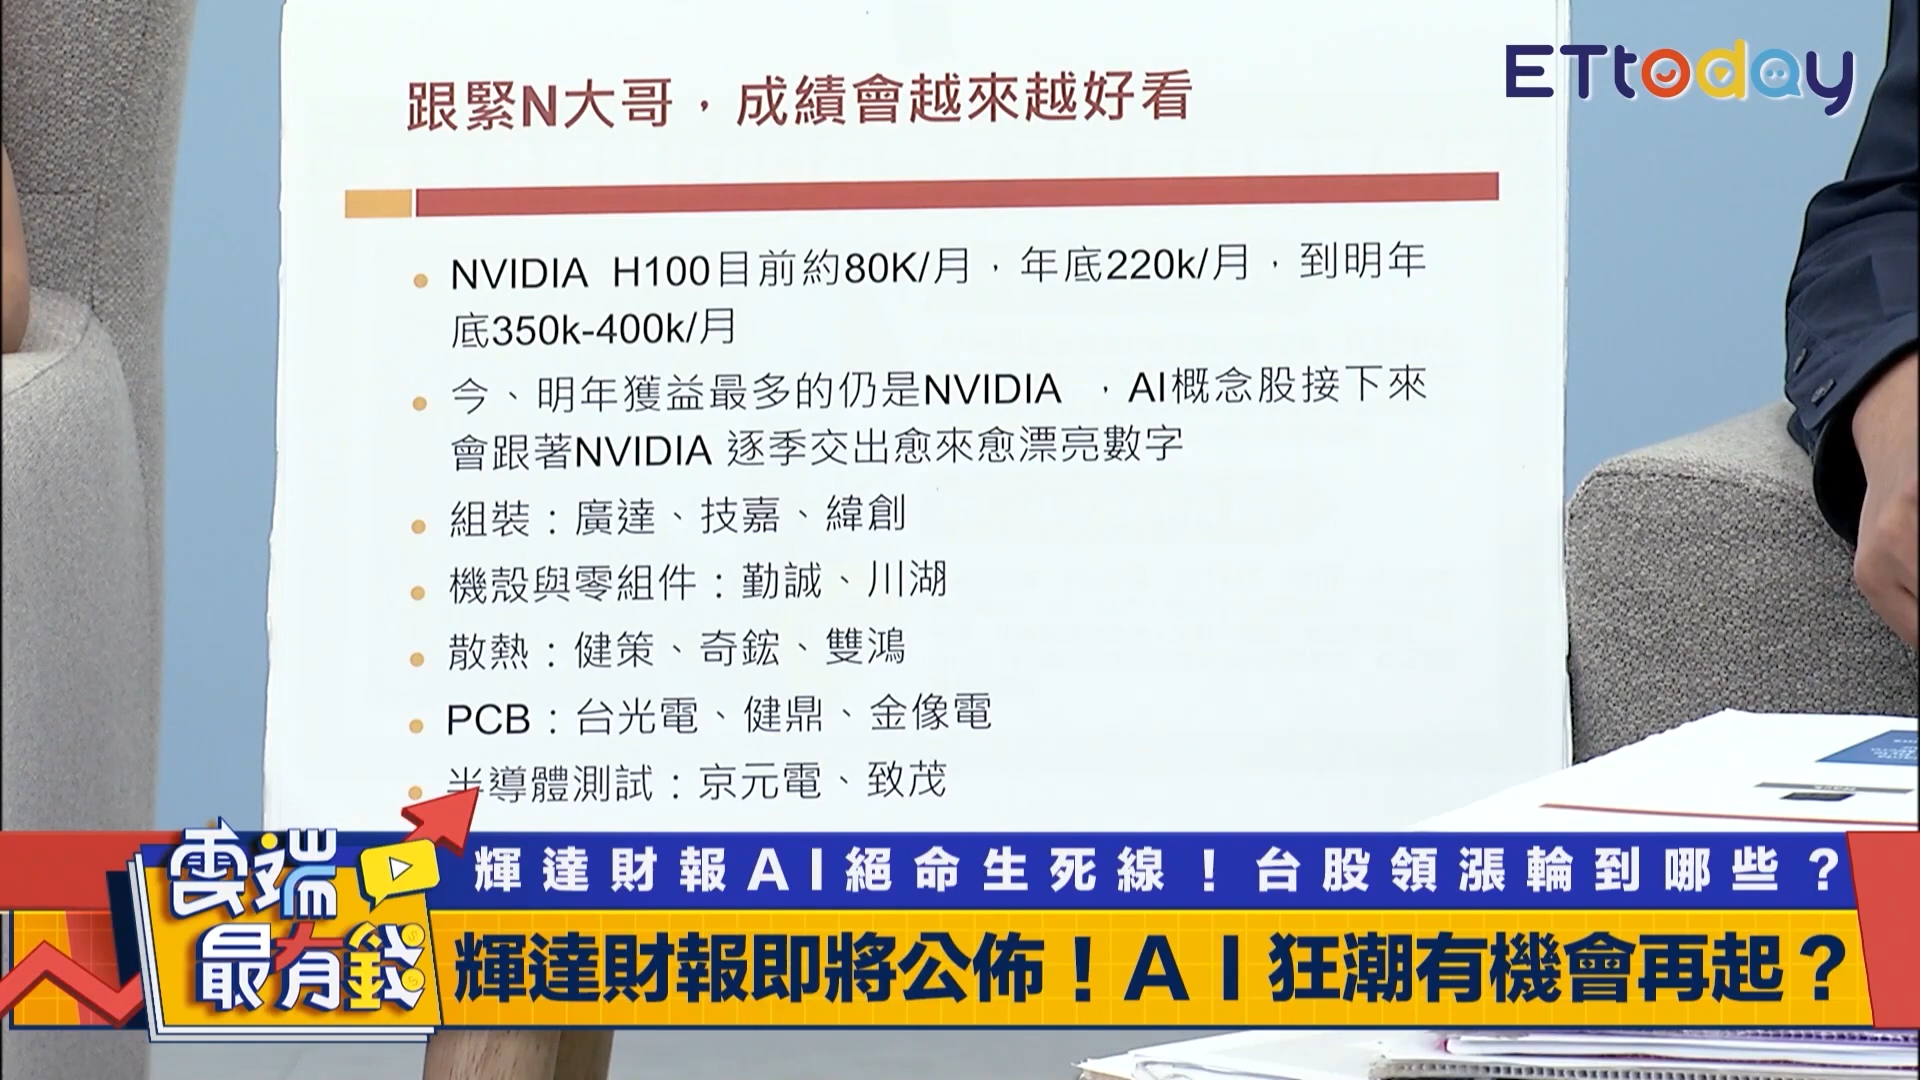 ETtoday
跟緊N大哥，成績會越來越好看
NVIDIA H100目前約80K/月，年底220k/月，到明年
底350k-400k/月
今、明年獲益最多的仍是NVIDIA ，AI概念股接下來
會跟著NVIDIA 逐季交出愈來愈漂亮數字
組裝：廣達、技嘉、緯創
機殼與零組件：勤誠、川湖
散熱：健策、奇鋐、雙鴻
PCB：台光電、健鼎、金像電
半導體測試：京元電、致茂
雲端
最有錢
輝達財報AI絕命生死線！台股領漲輪到哪些？
輝達財報即將公佈！AI狂潮有機會再起？